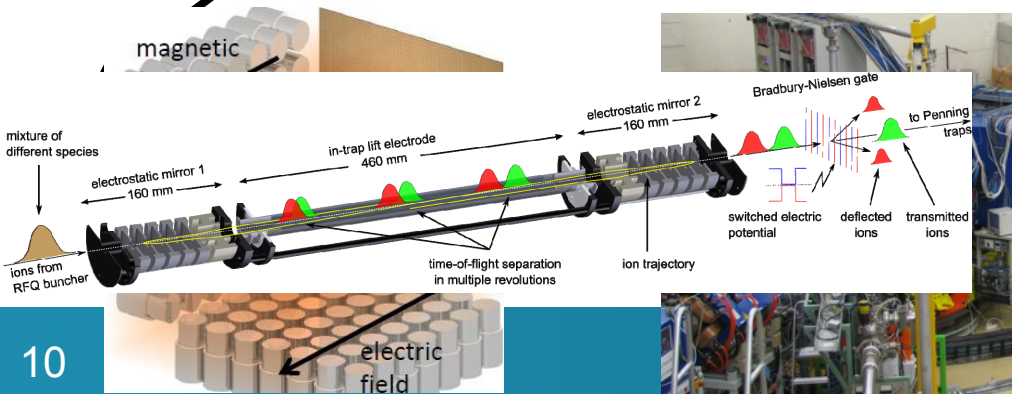 magnetic
Bradbury-Nielsen gate
electrostatic mirror 2
160 mm
to Penning
traps
mixture of
different species
in-trap lift electrode
460 mm
electrostatic mirror 1
160 mm
switched electric
potential
deflected
ions
transmitted
ions
time-of-flight separation
in multiple revolutions
ion trajectory
ions from
RFQ buncher
electric
field
10